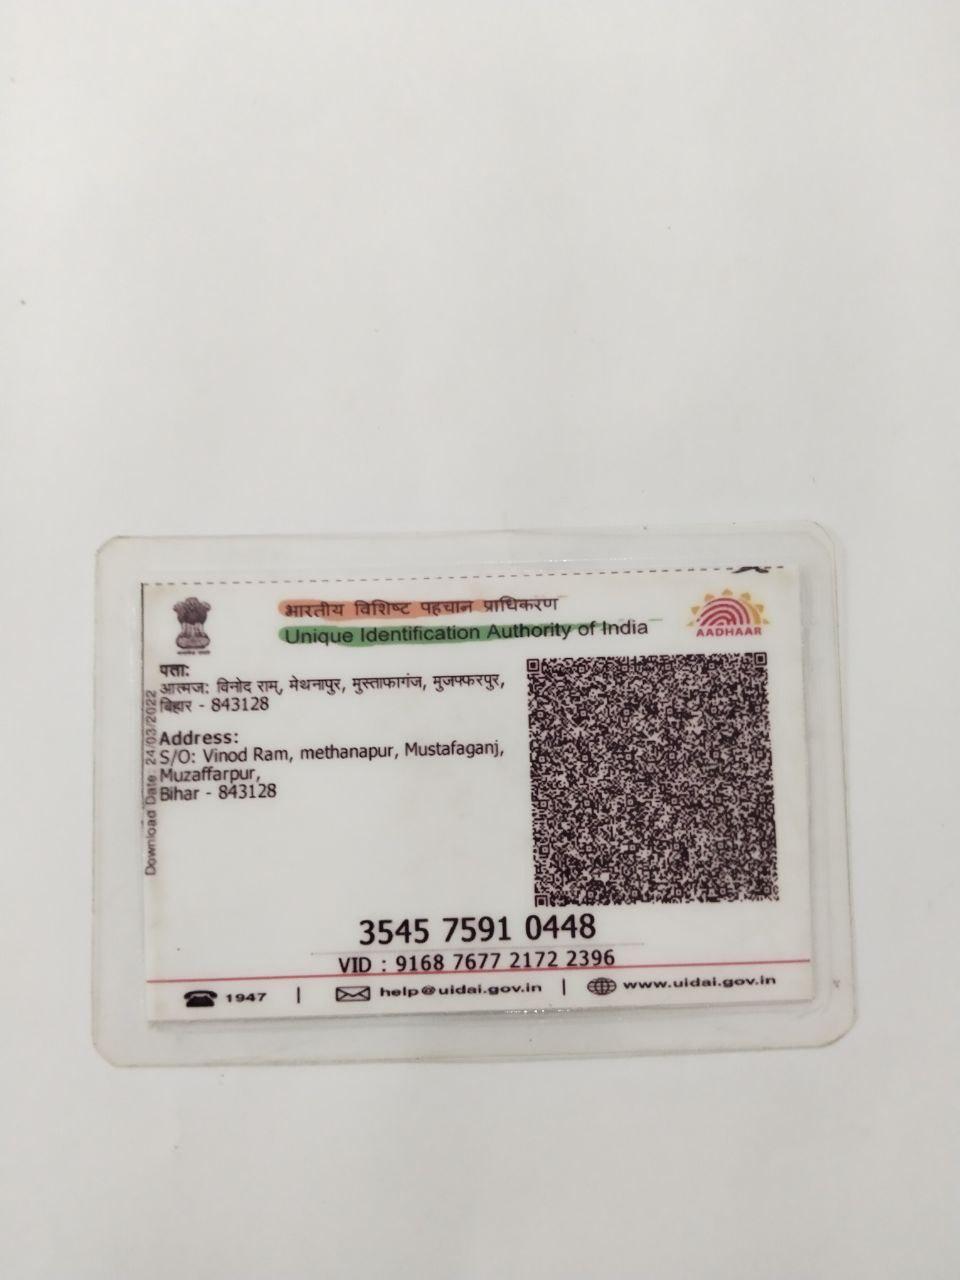 भारतीय विशिष्ट पहचान प्राधिकरण
Unique Identification Authority of India
AADHAAR
पता:
आत्मज: विनोद राम, मेथनापुर, मुस्ताफागंज, मुजफ्फरपुर,
बिहार - 843128
Address:
S/O: Vinod Ram, methanapur, Mustafaganj,
Muzaffarpur,
Bihar - 843128
Download Date: 24/03/2022
3545 7591 0448
VID : 9168 7677 2172 2396
1947 | help@uidai.gov.in | www.uidai.gov.in